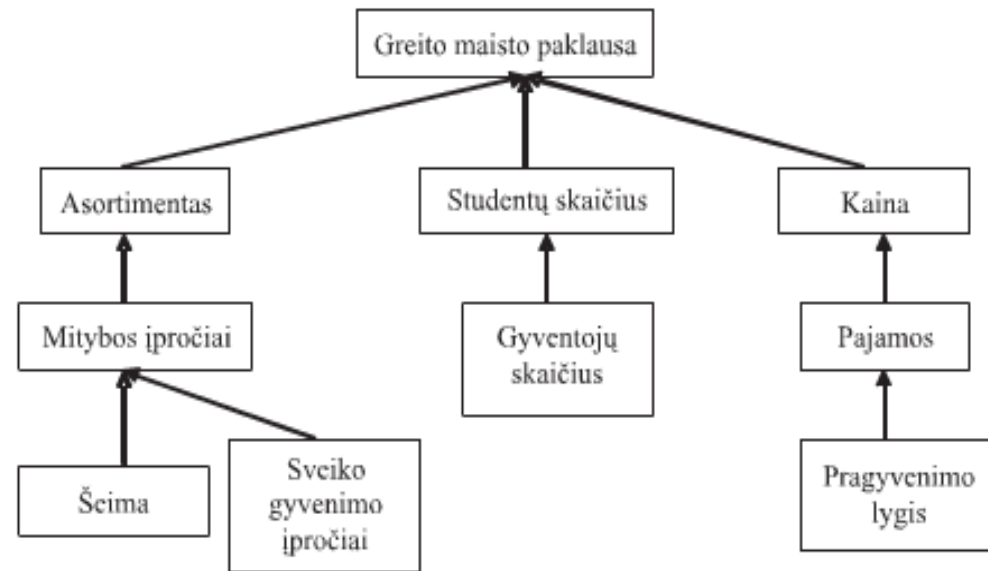 Greito maisto paklausa
Asortimentas
Studentų skaičius
Kaina
Mitybos įpročiai
Gyventojų
skaičius
Pajamos
Šeima
Sveiko
gyvenimo
įpročiai
Pragyvenimo
lygis